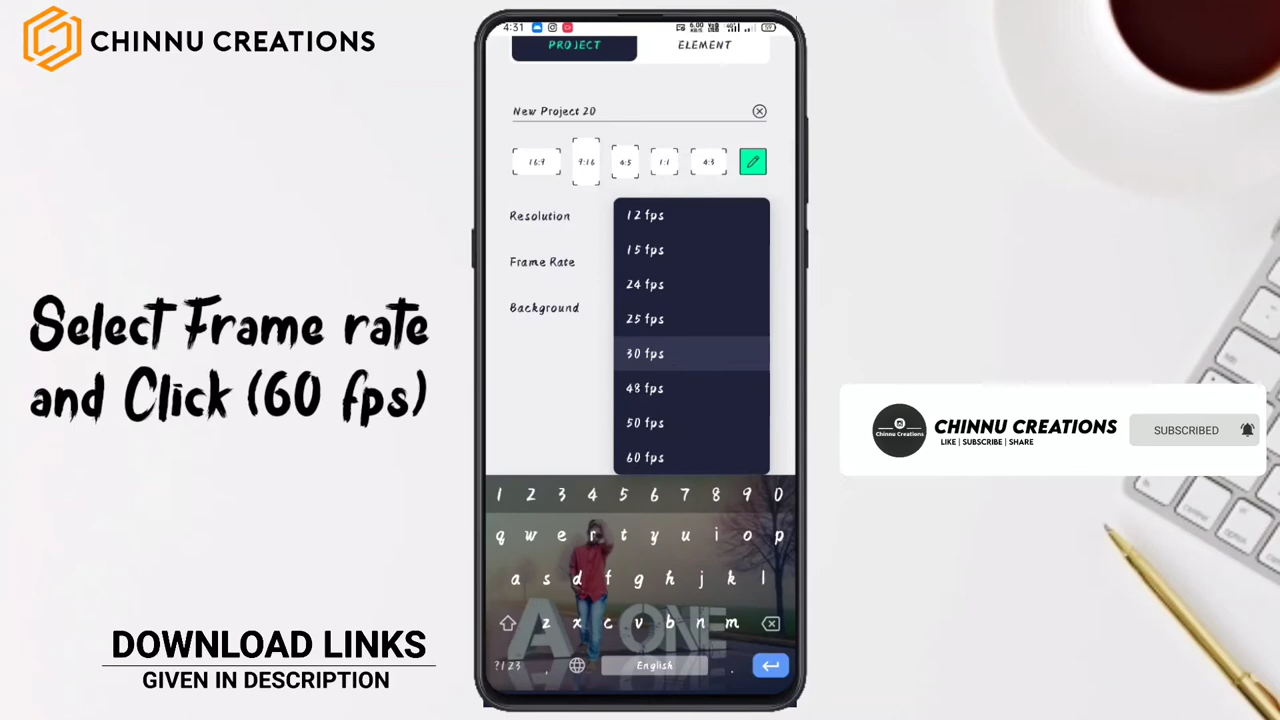 CHINNU CREATIONS
4:31
PROJECT
ELEMENT
New Project 20
16:9
9:16
4:5
1:1
4:3
Resolution
Frame Rate
Background
12 fps
15 fps
24 fps
25 fps
30 fps
48 fps
50 fps
60 fps
1 2 3 4 5 6 7 8 9 0
q w e r t y u i o p
a s d f g h j k l
z x c v b n m
?123 , English .
A ONE
Select Frame rate
and Click (60 fps)
DOWNLOAD LINKS
GIVEN IN DESCRIPTION
Chinnu Creations
CHINNU CREATIONS
LIKE | SUBSCRIBE | SHARE
SUBSCRIBED